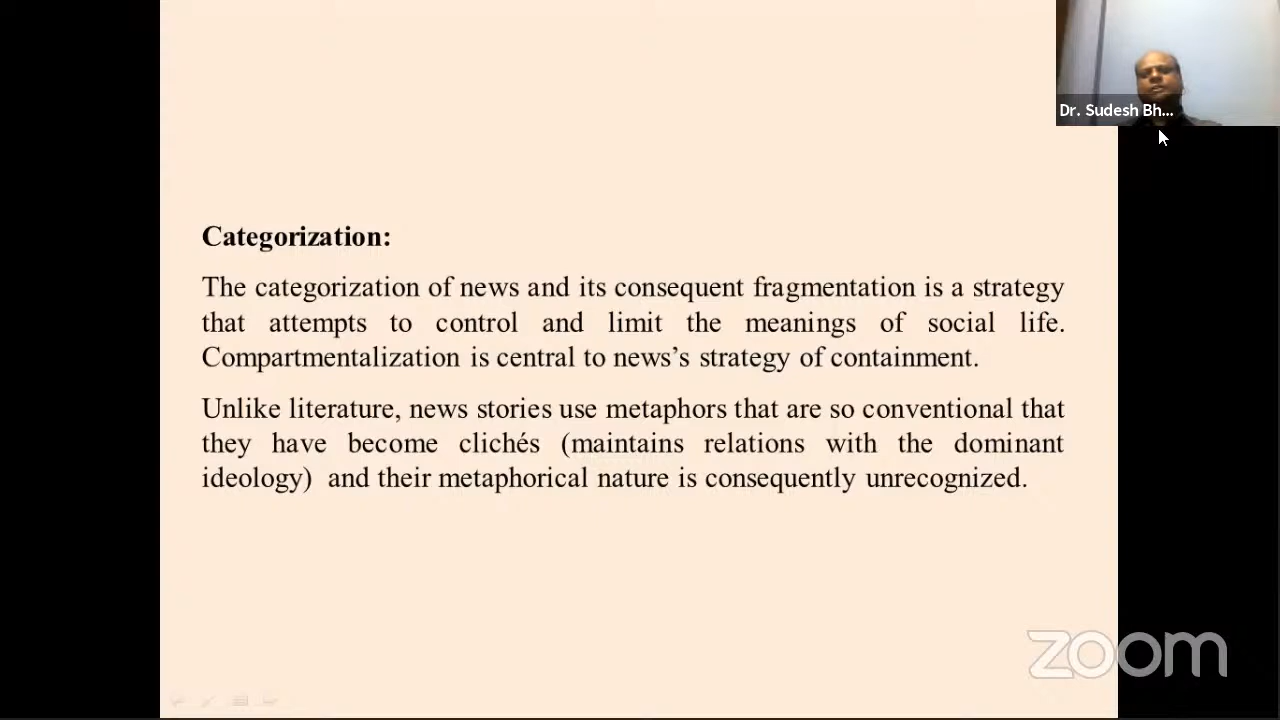 Dr. Sudesh Bh...
Categorization:
The categorization of news and its consequent fragmentation is a strategy
that attempts to control and limit the meanings of social life.
Compartmentalization is central to news’s strategy of containment.
Unlike literature, news stories use metaphors that are so conventional that
they have become clichés (maintains relations with the dominant
ideology)  and their metaphorical nature is consequently unrecognized.
zoom